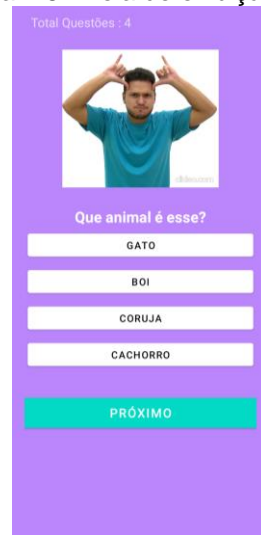 Total Questões : 4
Que animal é esse?
GATO
BOI
CORUJA
CACHORRO
PRÓXIMO